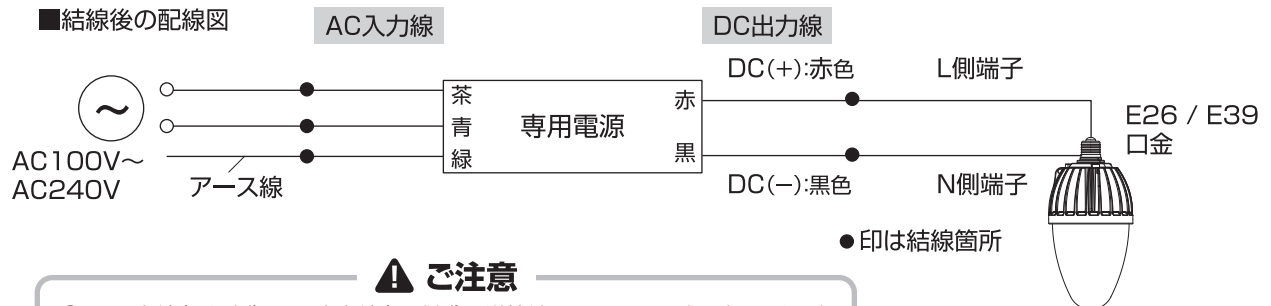 ■結線後の配線図
AC入力線
DC出力線
DC(+):赤色
L側端子
茶
青
緑
専用電源
赤
黒
E26 / E39
口金
AC100V～
AC240V
アース線
DC(−):黒色
N側端子
●印は結線箇所
ご注意